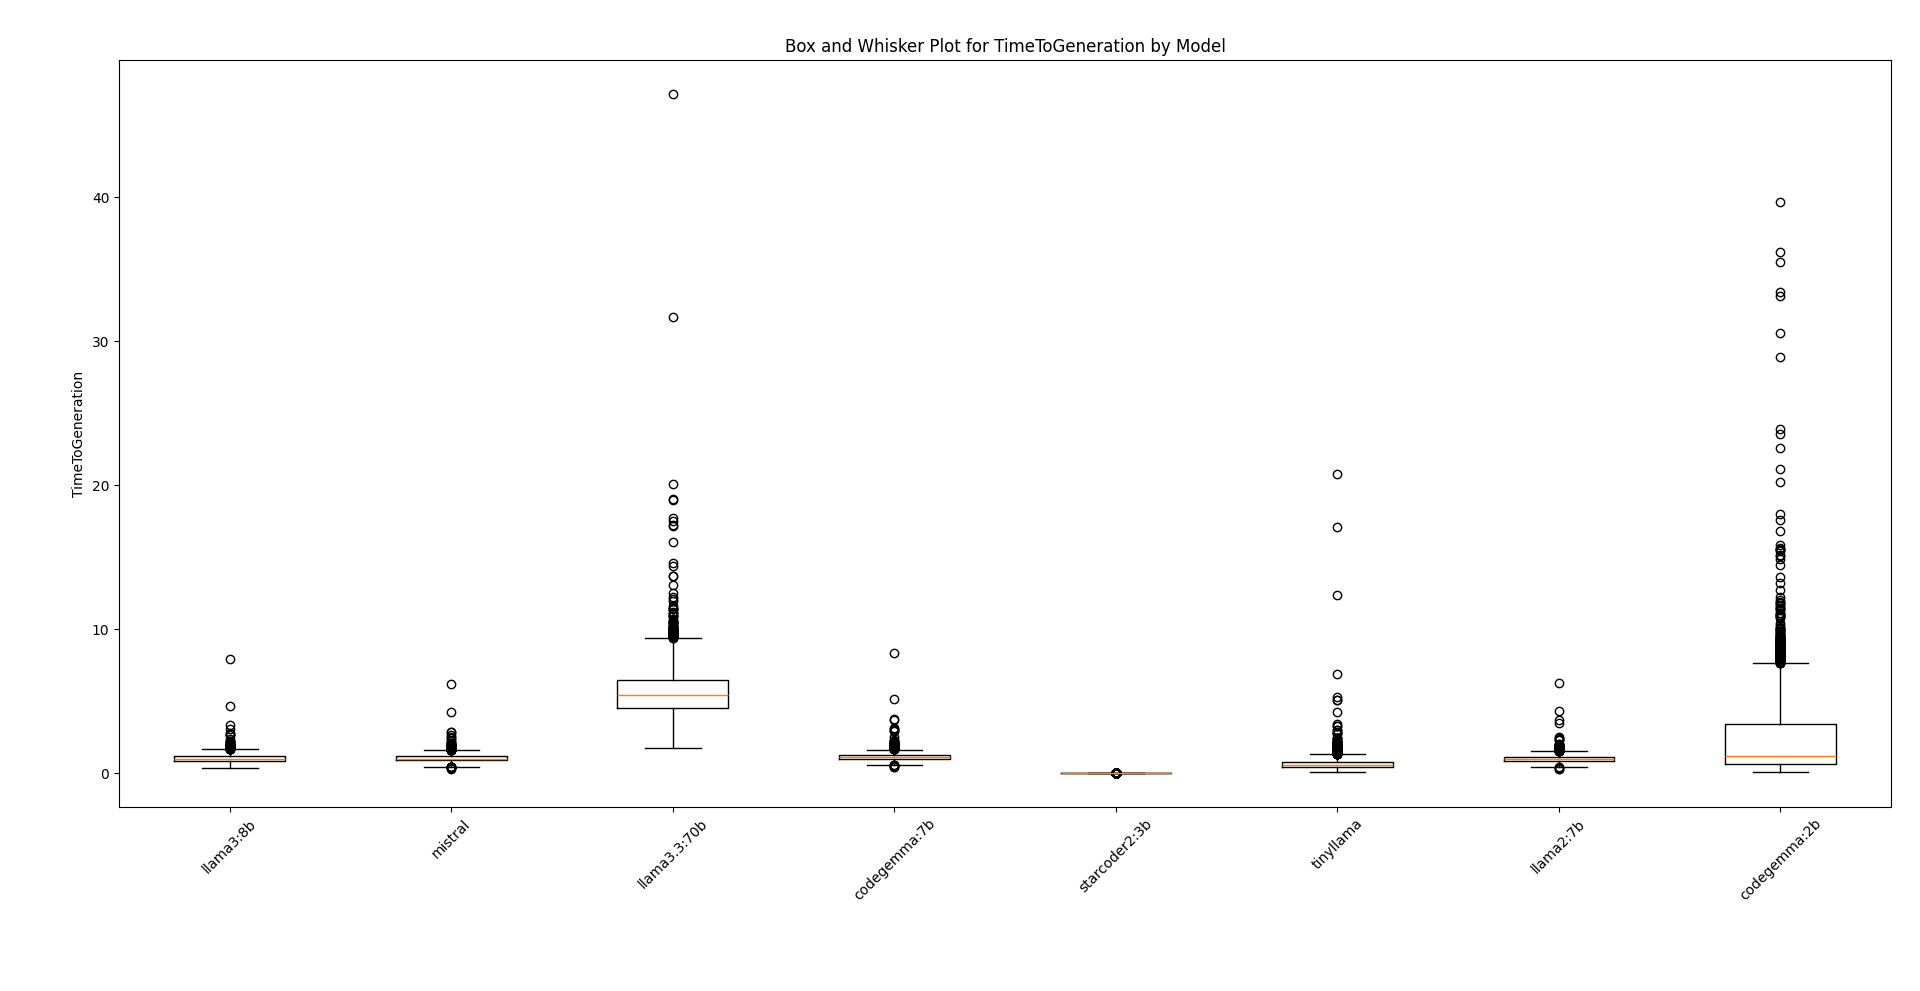 Box and Whisker Plot for TimeToGeneration by Model
TimeToGeneration
40
30
20
10
0
llama3:8b
mistral
llama3.3:70b
codegemma:7b
starcoder2:3b
tinyllama
llama2:7b
codegemma:2b